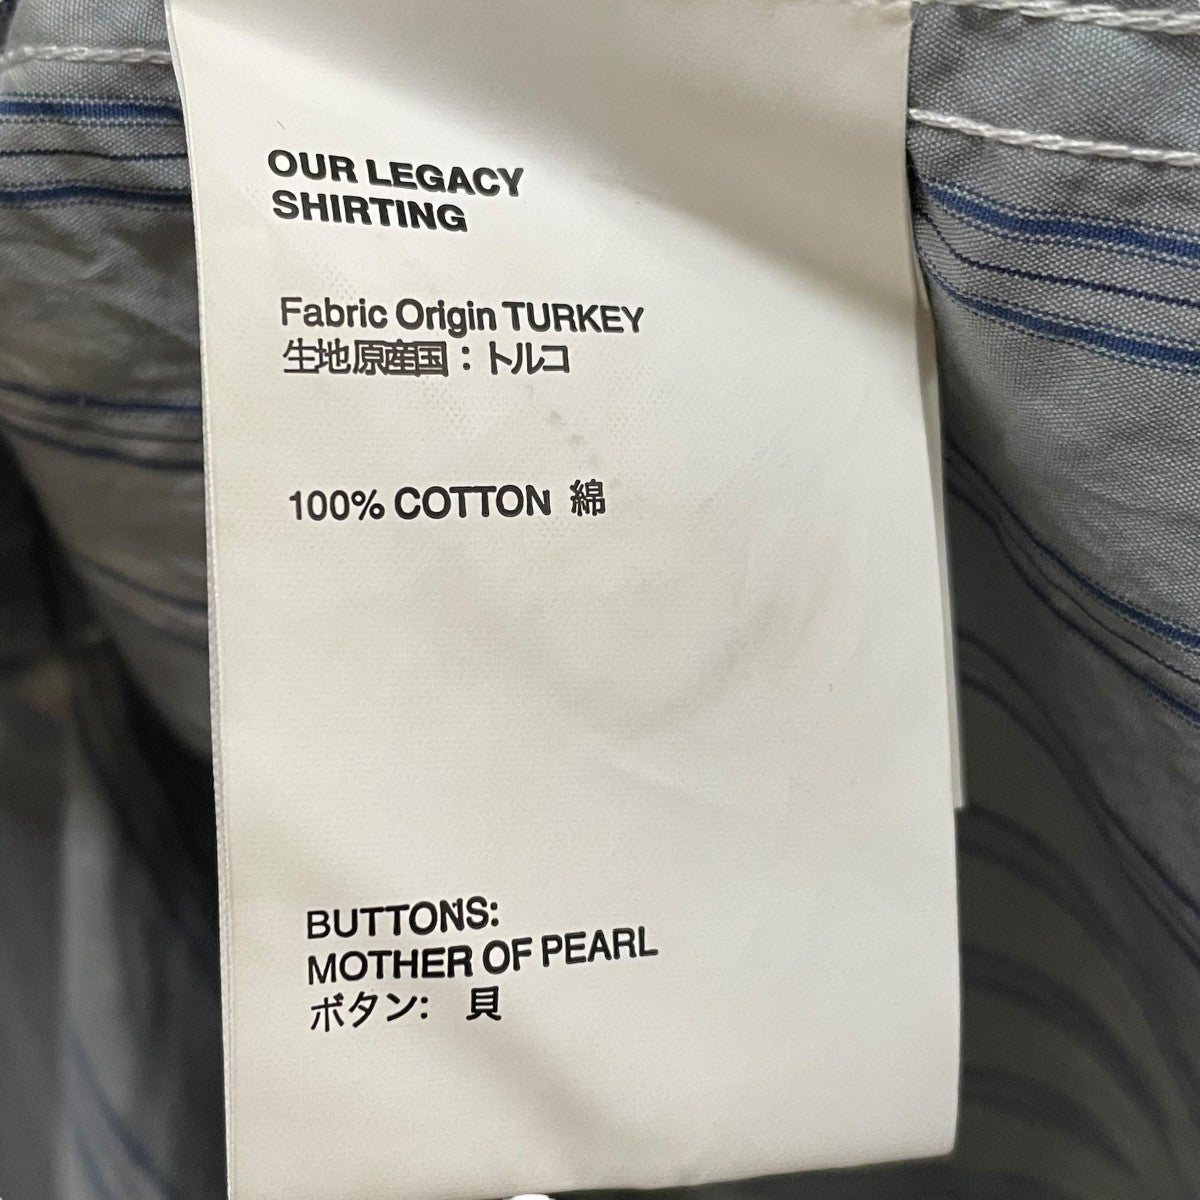 OUR LEGACY
SHIRTING
Fabric Origin TURKEY
生地原産国：トルコ
100% COTTON 綿
BUTTONS:
MOTHER OF PEARL
ボタン: 貝